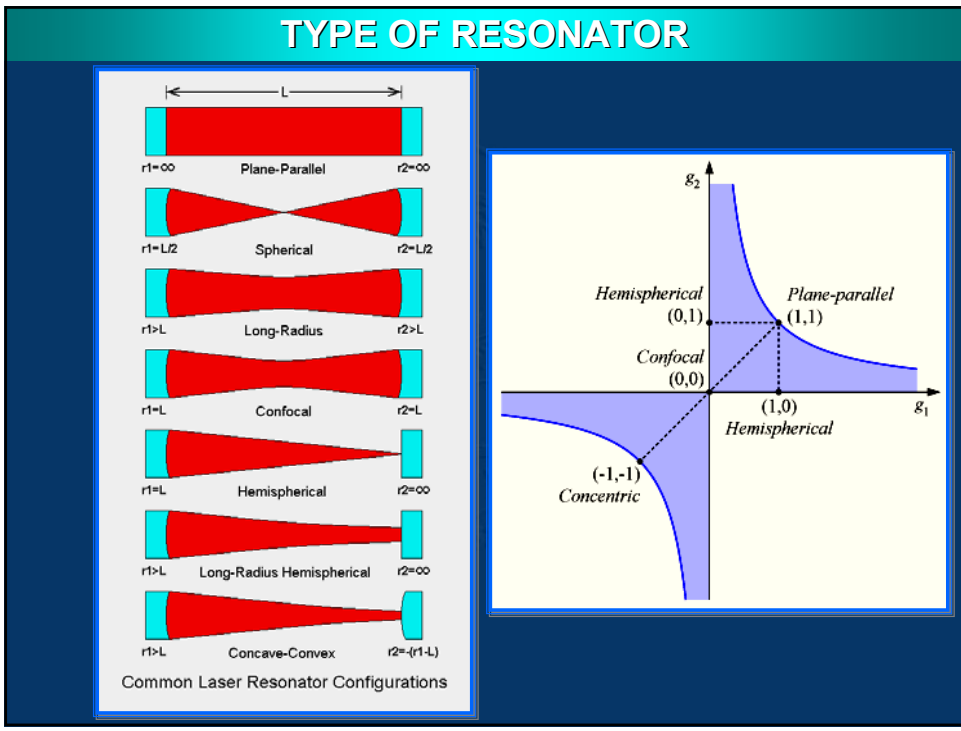 TYPE OF RESONATOR
L
r1=∞ Plane-Parallel r2=∞
r1=L/2 Spherical r2=L/2
r1>L Long-Radius r2>L
r1=L Confocal r2=L
r1=L Hemispherical r2=∞
r1>L Long-Radius Hemispherical r2=∞
r1>L Concave-Convex r2=-(r1-L)
Common Laser Resonator Configurations
g2
Hemispherical
(0,1)
Plane-parallel
(1,1)
Confocal
(0,0)
(1,0)
Hemispherical
g1
(-1,-1)
Concentric